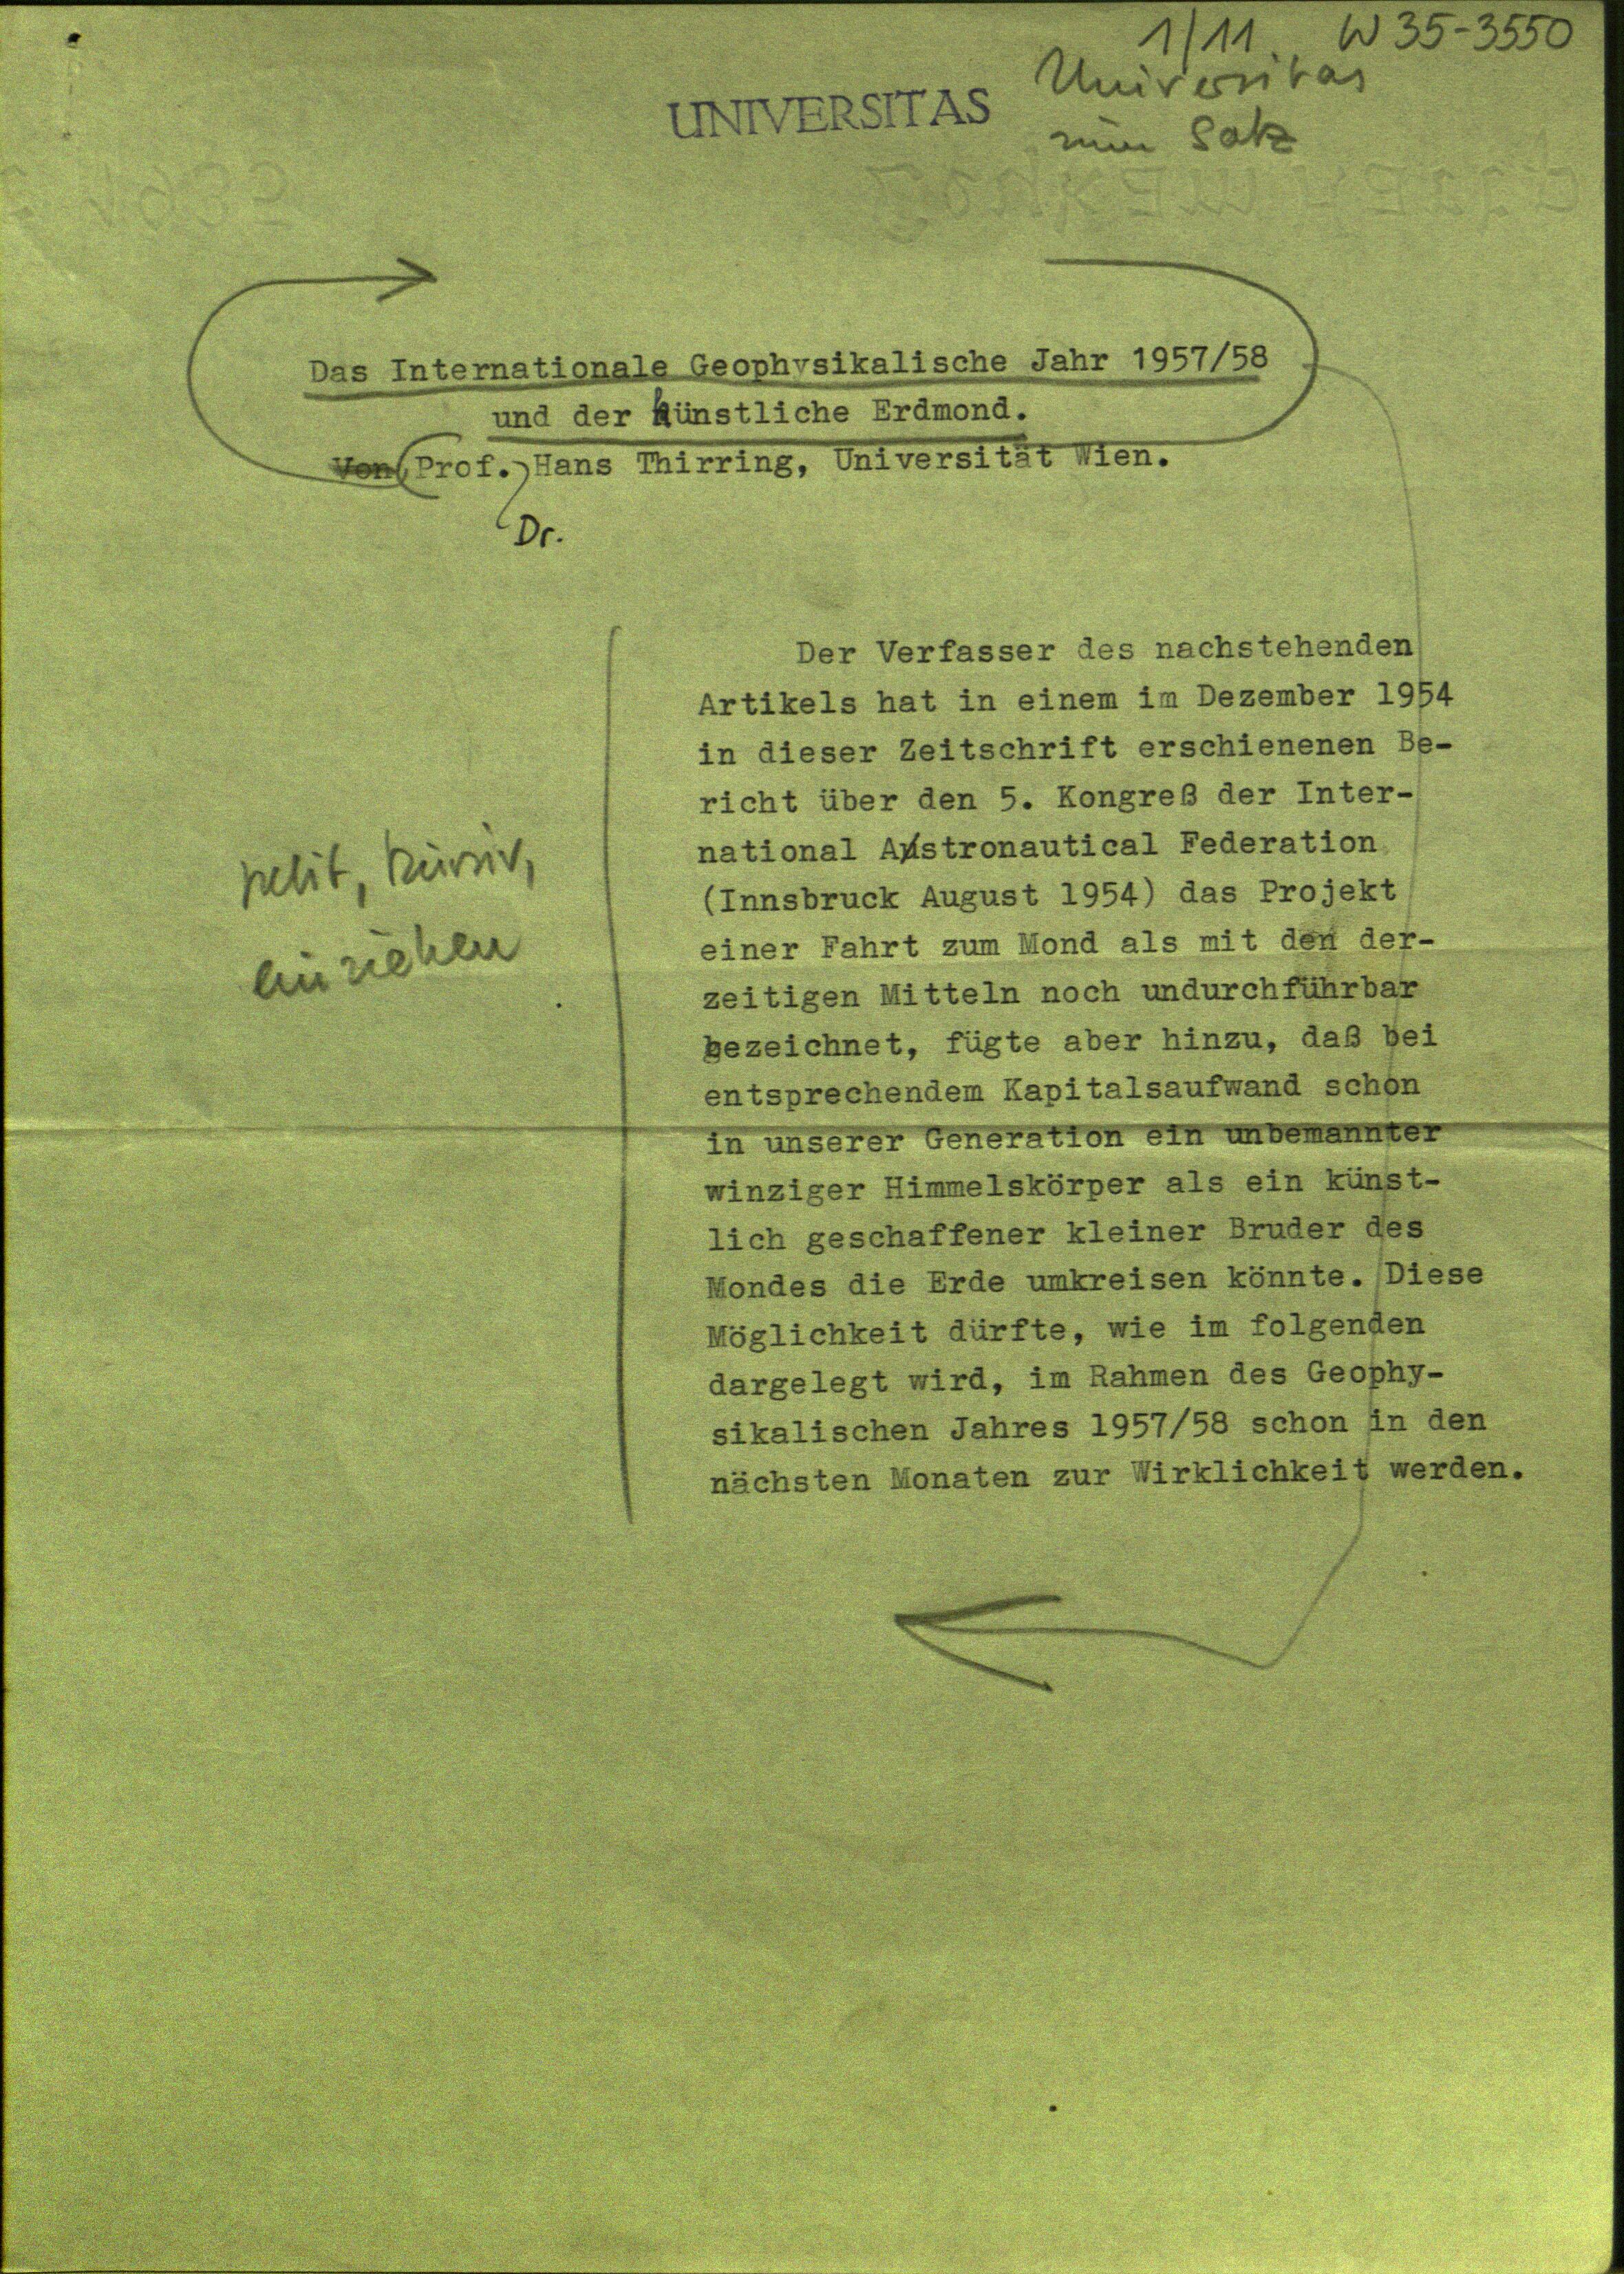 1/11. W 35-3550
Universitas
UNIVERSITAS
zum Satz
Das Internationale Geophysikalische Jahr 1957/58
und der künstliche Erdmond.
Von Prof. Hans Thirring, Universität Wien.
Dr.
Der Verfasser des nachstehenden
Artikels hat in einem im Dezember 1954
in dieser Zeitschrift erschienenen Be-
richt über den 5. Kongreß der Inter-
national Astronautical Federation
(Innsbruck August 1954) das Projekt
einer Fahrt zum Mond als mit den der-
zeitigen Mitteln noch undurchführbar
bezeichnet, fügte aber hinzu, daß bei
entsprechendem Kapitalsaufwand schon
in unserer Generation ein unbemannter
winziger Himmelskörper als ein künst-
lich geschaffener kleiner Bruder des
Mondes die Erde umkreisen könnte. Diese
Möglichkeit dürfte, wie im folgenden
dargelegt wird, im Rahmen des Geophy-
sikalischen Jahres 1957/58 schon in den
nächsten Monaten zur Wirklichkeit werden.
petit, kursiv,
einziehen